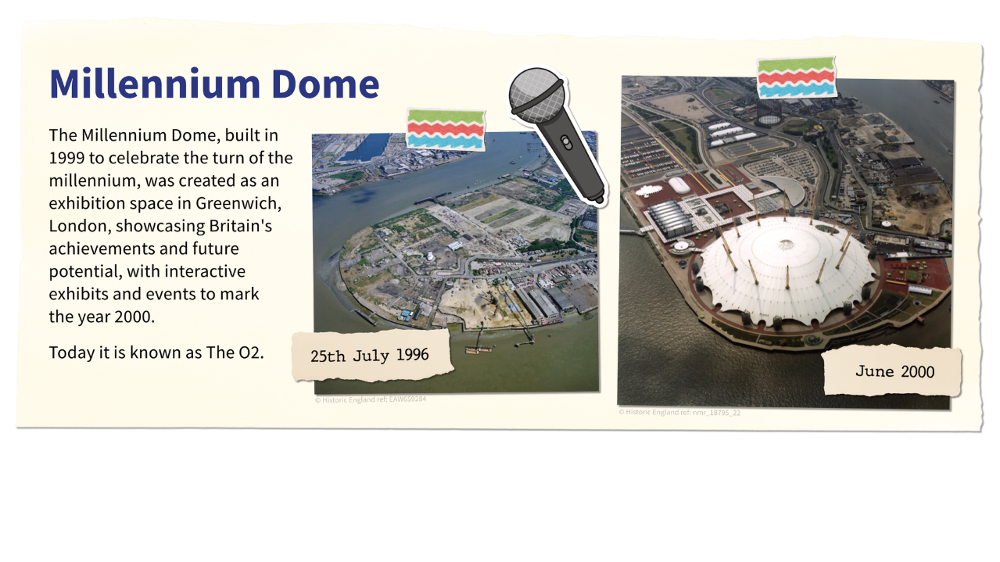 Millennium Dome
The Millennium Dome, built in
1999 to celebrate the turn of the
millennium, was created as an
exhibition space in Greenwich,
London, showcasing Britain's
achievements and future
potential, with interactive
exhibits and events to mark
the year 2000.
Today it is known as The O2.
25th July 1996
© Historic England ref: EAW659284
June 2000
© Historic England ref: nmr_18795_22